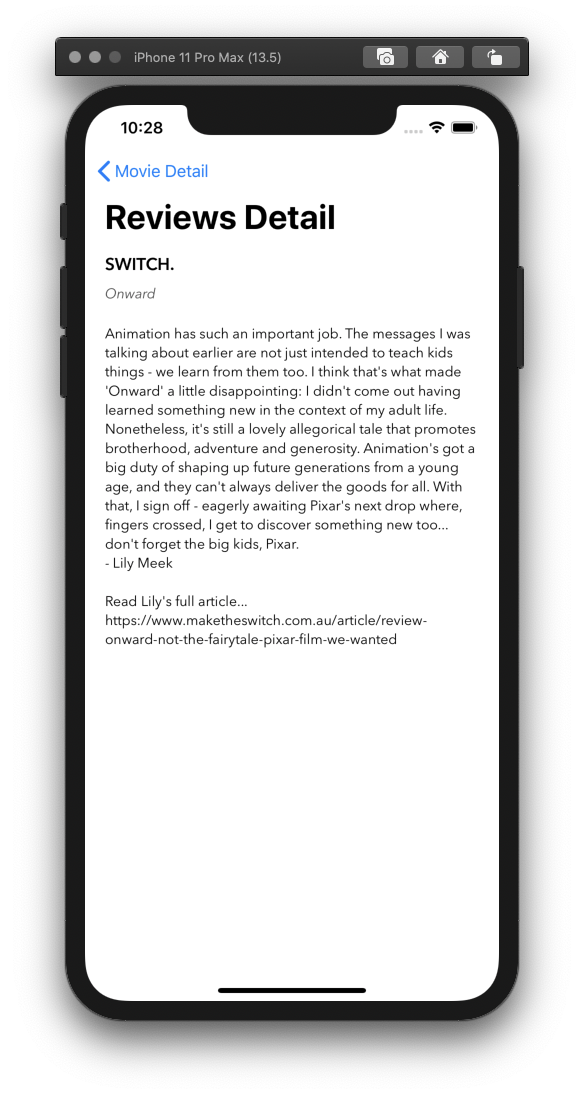 iPhone 11 Pro Max (13.5)
10:28
Movie Detail
Reviews Detail
SWITCH.
Onward
Animation has such an important job. The messages I was
talking about earlier are not just intended to teach kids
things - we learn from them too. I think that's what made
'Onward' a little disappointing: I didn't come out having
learned something new in the context of my adult life.
Nonetheless, it's still a lovely allegorical tale that promotes
brotherhood, adventure and generosity. Animation's got a
big duty of shaping up future generations from a young
age, and they can't always deliver the goods for all. With
that, I sign off - eagerly awaiting Pixar's next drop where,
fingers crossed, I get to discover something new too...
don't forget the big kids, Pixar.
- Lily Meek
Read Lily's full article...
https://www.maketheswitch.com.au/article/review-
onward-not-the-fairytale-pixar-film-we-wanted